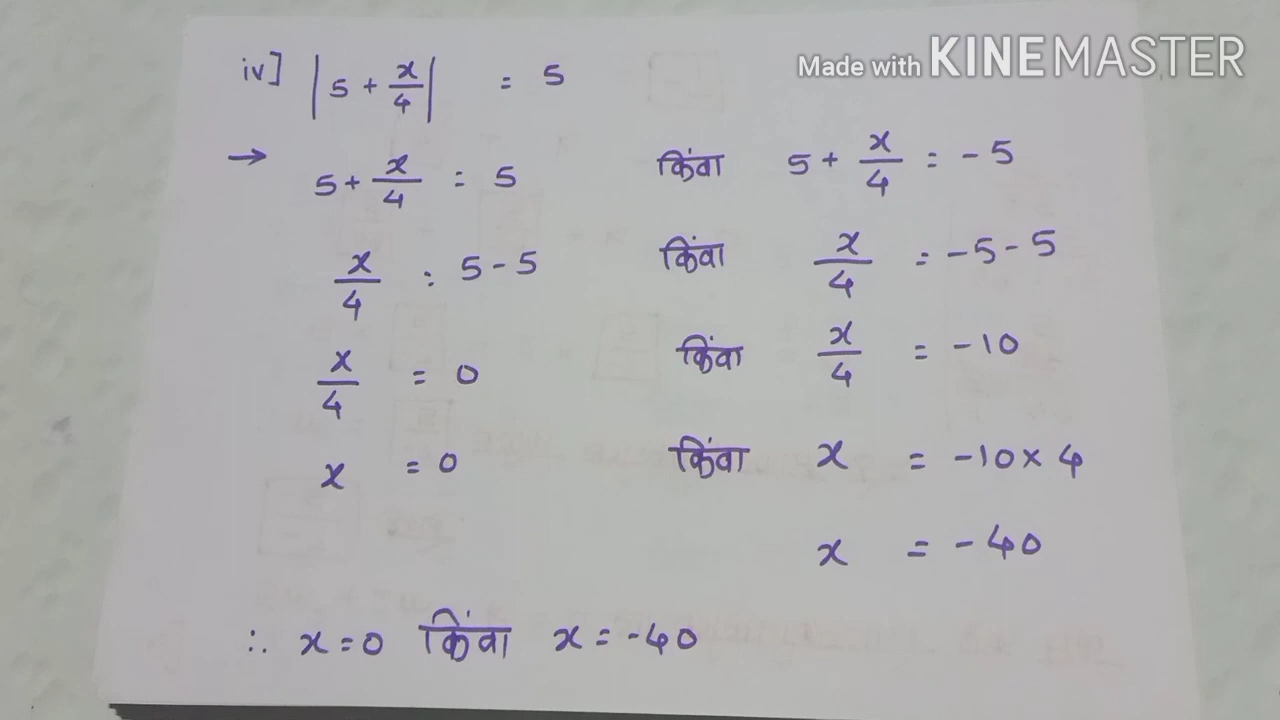 Made with KINEMASTER
iv] |5 + x/4| = 5
→ 5 + x/4 = 5 किंवा 5 + x/4 = -5
x/4 = 5 - 5 किंवा x/4 = -5 - 5
x/4 = 0 किंवा x/4 = -10
x = 0 किंवा x = -10 × 4
x = -40
∴ x = 0 किंवा x = -40